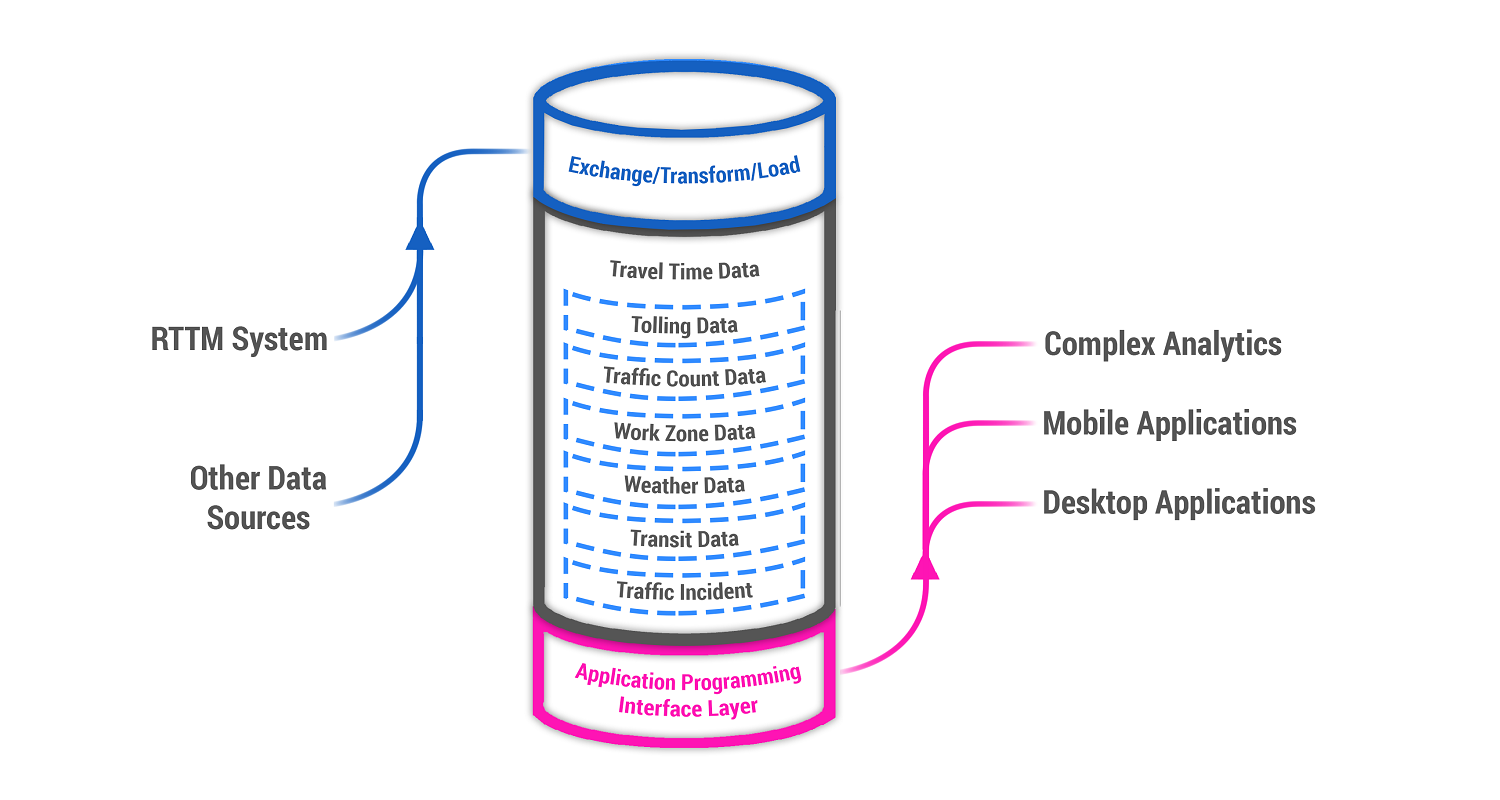 Exchange/Transform/Load
Travel Time Data
Tolling Data
Traffic Count Data
Work Zone Data
Weather Data
Transit Data
Traffic Incident
Application Programming
Interface Layer
RTTM System
Other Data
Sources
Complex Analytics
Mobile Applications
Desktop Applications